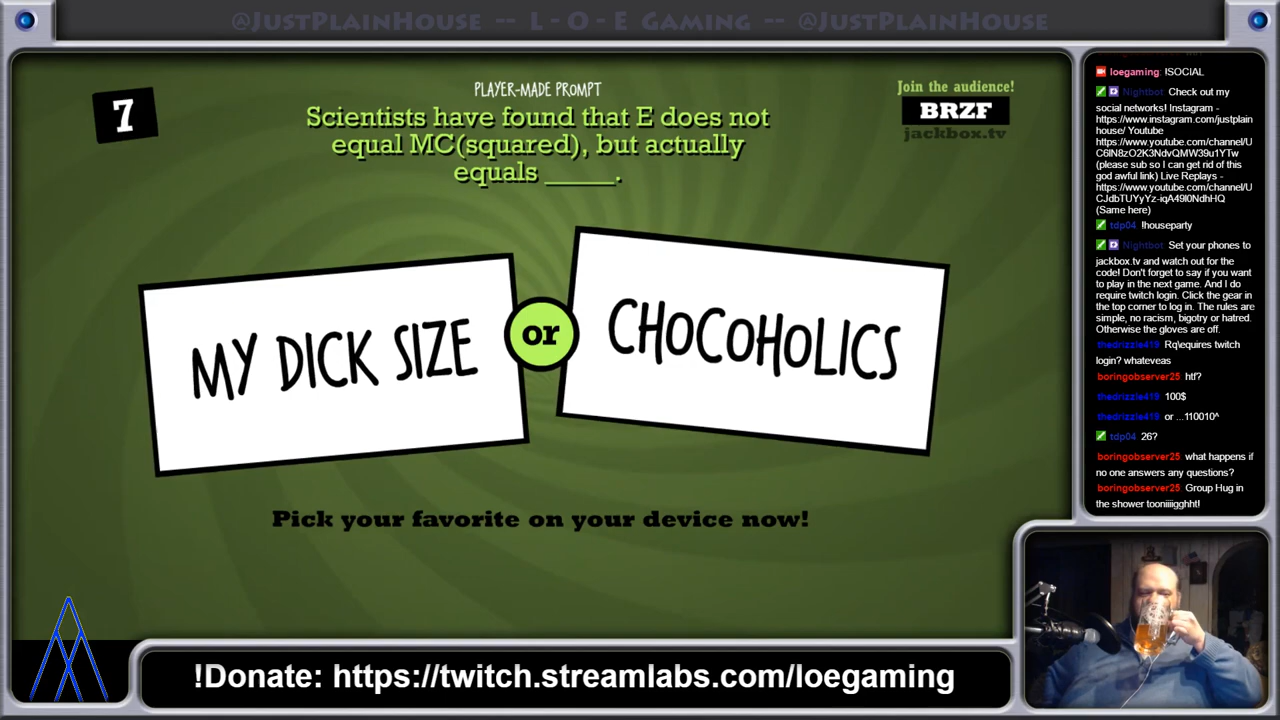 @JustPlainHouse -- L - O - E Gaming -- @JustPlainHouse
7
PLAYER-MADE PROMPT
Scientists have found that E does not
equal MC(squared), but actually
equals _____.
Join the audience!
BRZF
jackbox.tv
MY DICK SIZE
or
CHOCOHOLICS
Pick your favorite on your device now!
!Donate: https://twitch.streamlabs.com/loegaming
loegaming: !SOCIAL
Nightbot: Check out my
social networks! Instagram -
https://www.instagram.com/justplain
house/ Youtube
https://www.youtube.com/channel/U
C6IN8zO2K3NdvQMW39u1YTw
(please sub so I can get rid of this
god awful link) Live Replays -
https://www.youtube.com/channel/U
CJdbTUYyYz-iqA49I0NdhHQ
(Same here)
tdp04 !houseparty
Nightbot: Set your phones to
jackbox.tv and watch out for the
code! Don't forget to say if you want
to play in the next game. And I do
require twitch login. Click the gear in
the top corner to log in. The rules are
simple, no racism, bigotry or hatred.
Otherwise the gloves are off.
thedrizzle419: Rq\equires twitch
login? whateveas
boringobserver25: htf?
thedrizzle419: 100$
thedrizzle419: or ...110010^
tdp04 26?
boringobserver25: what happens if
no one answers any questions?
boringobserver25: Group Hug in
the shower tooniiiigghht!